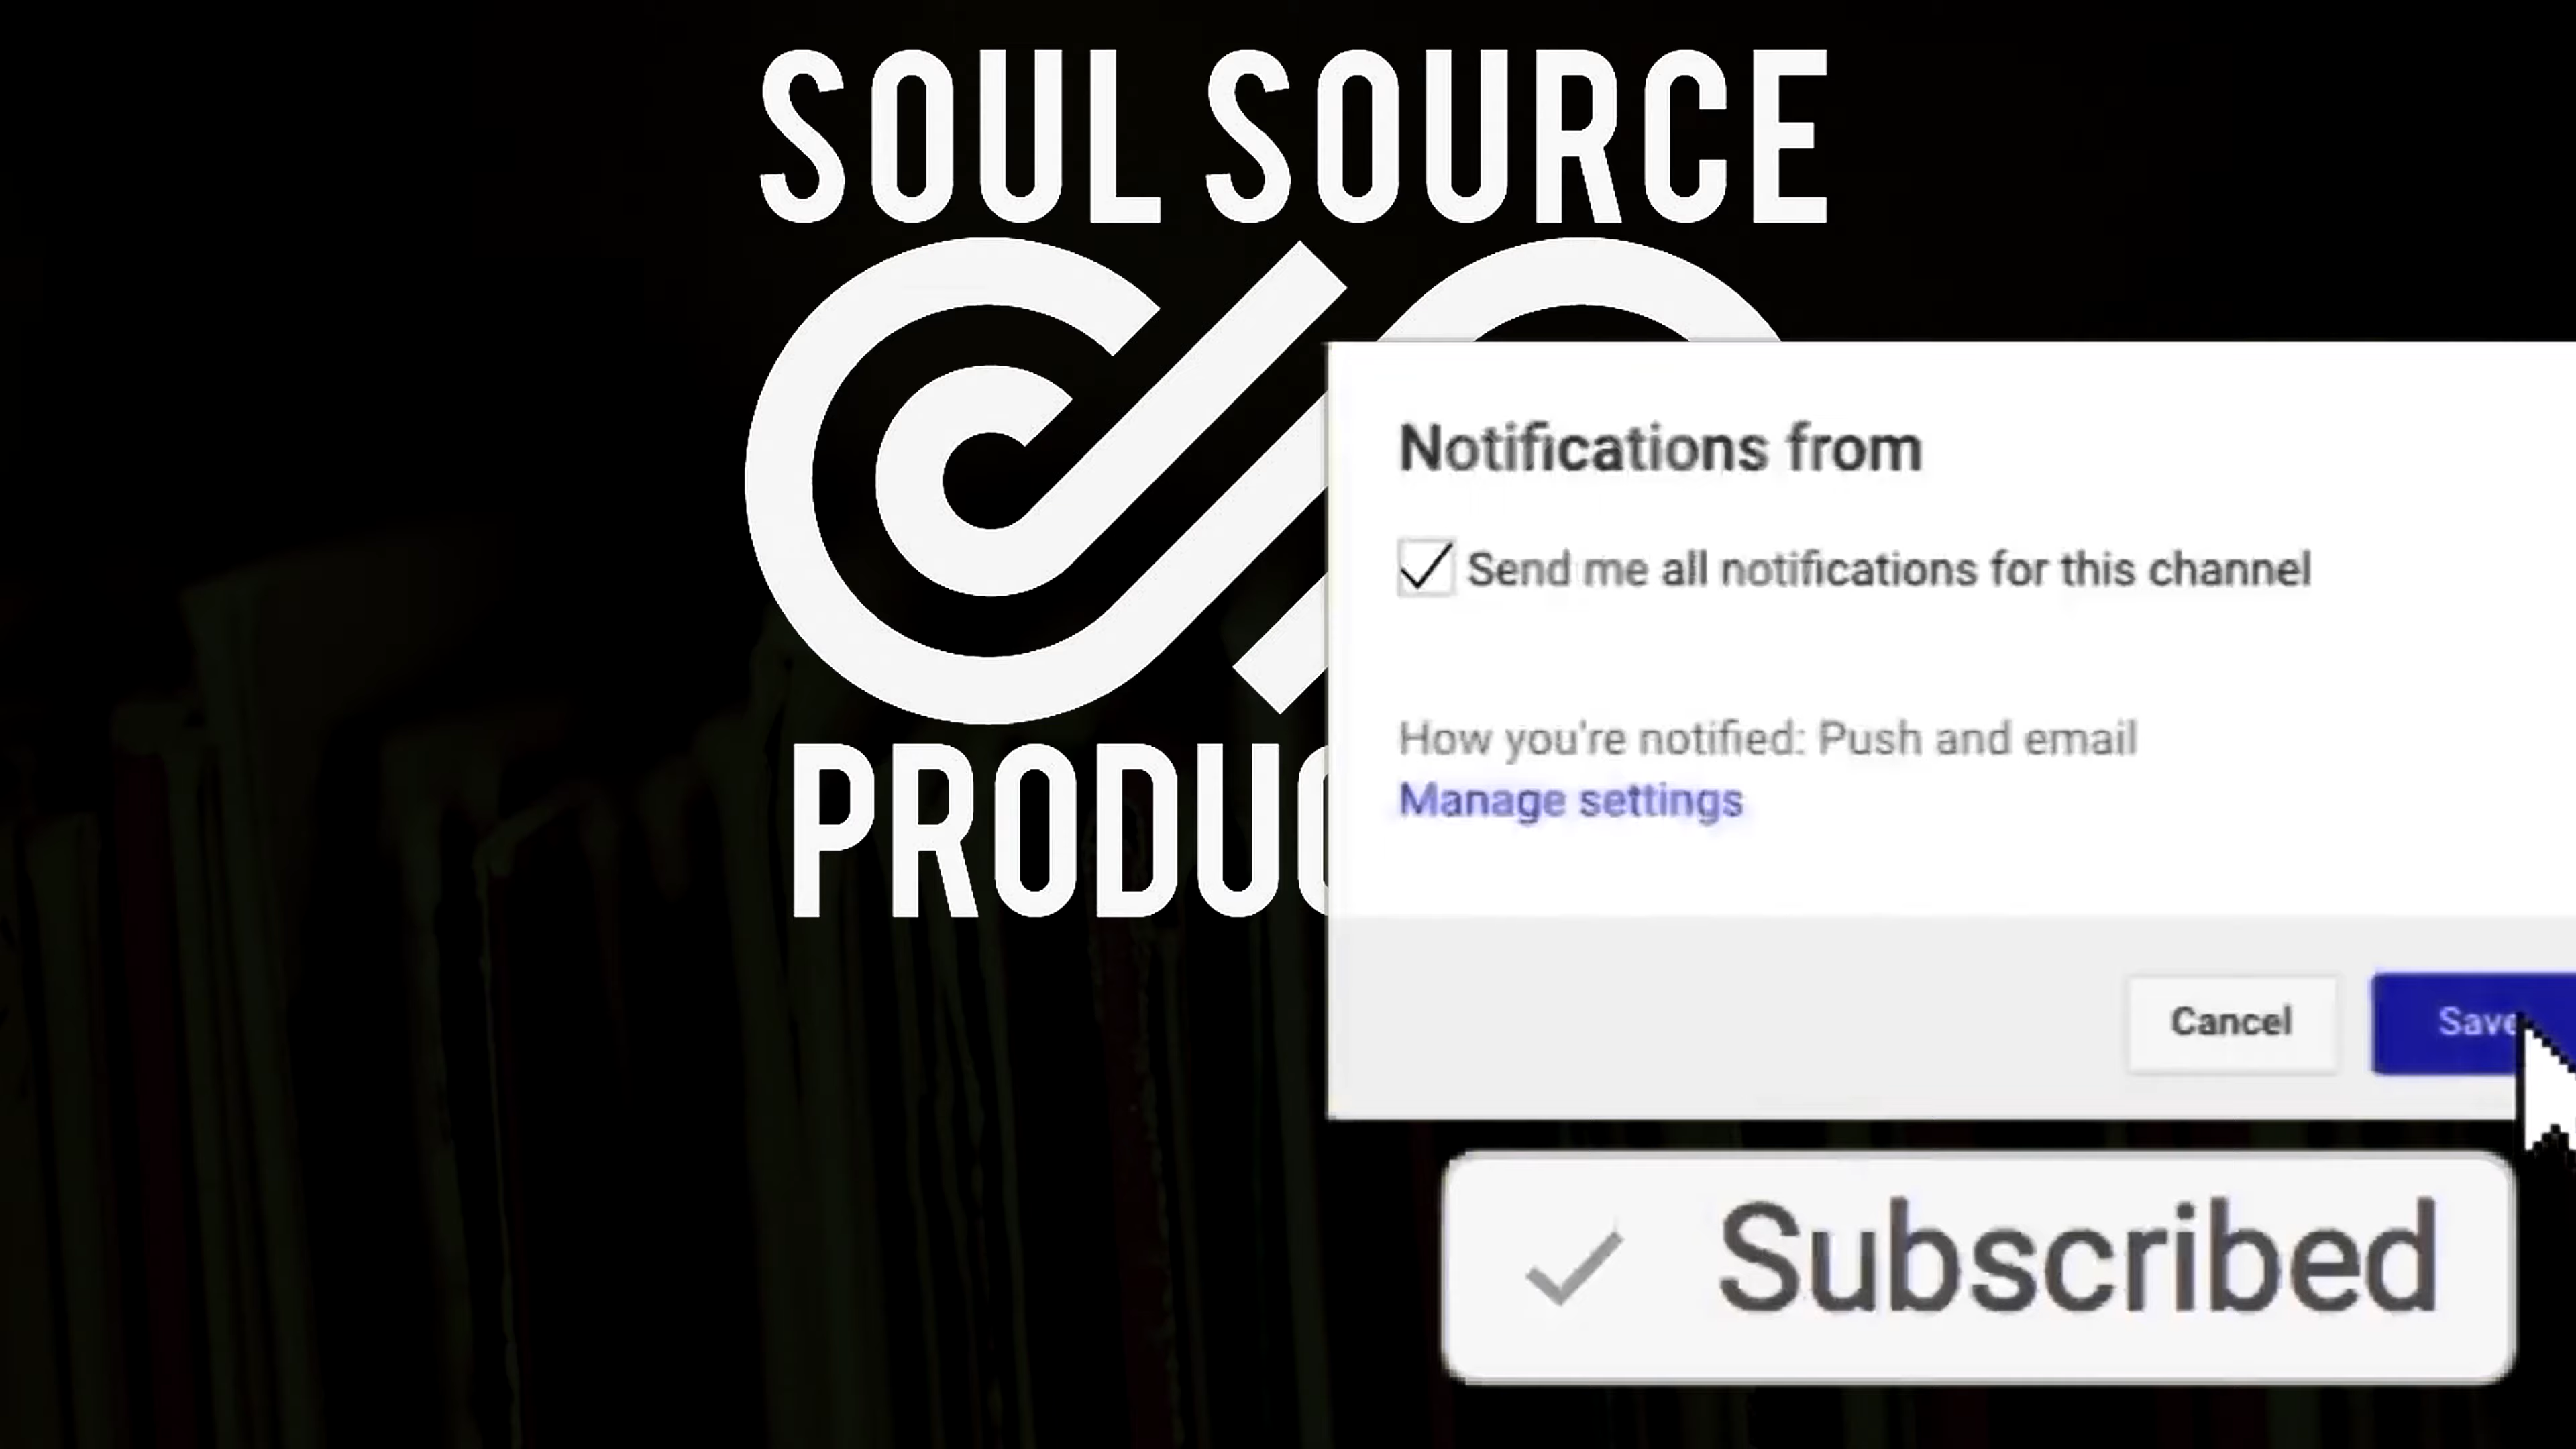 SOUL SOURCE
PRODUC
Notifications from
Send me all notifications for this channel
How you're notified: Push and email
Manage settings
Cancel
Save
Subscribed